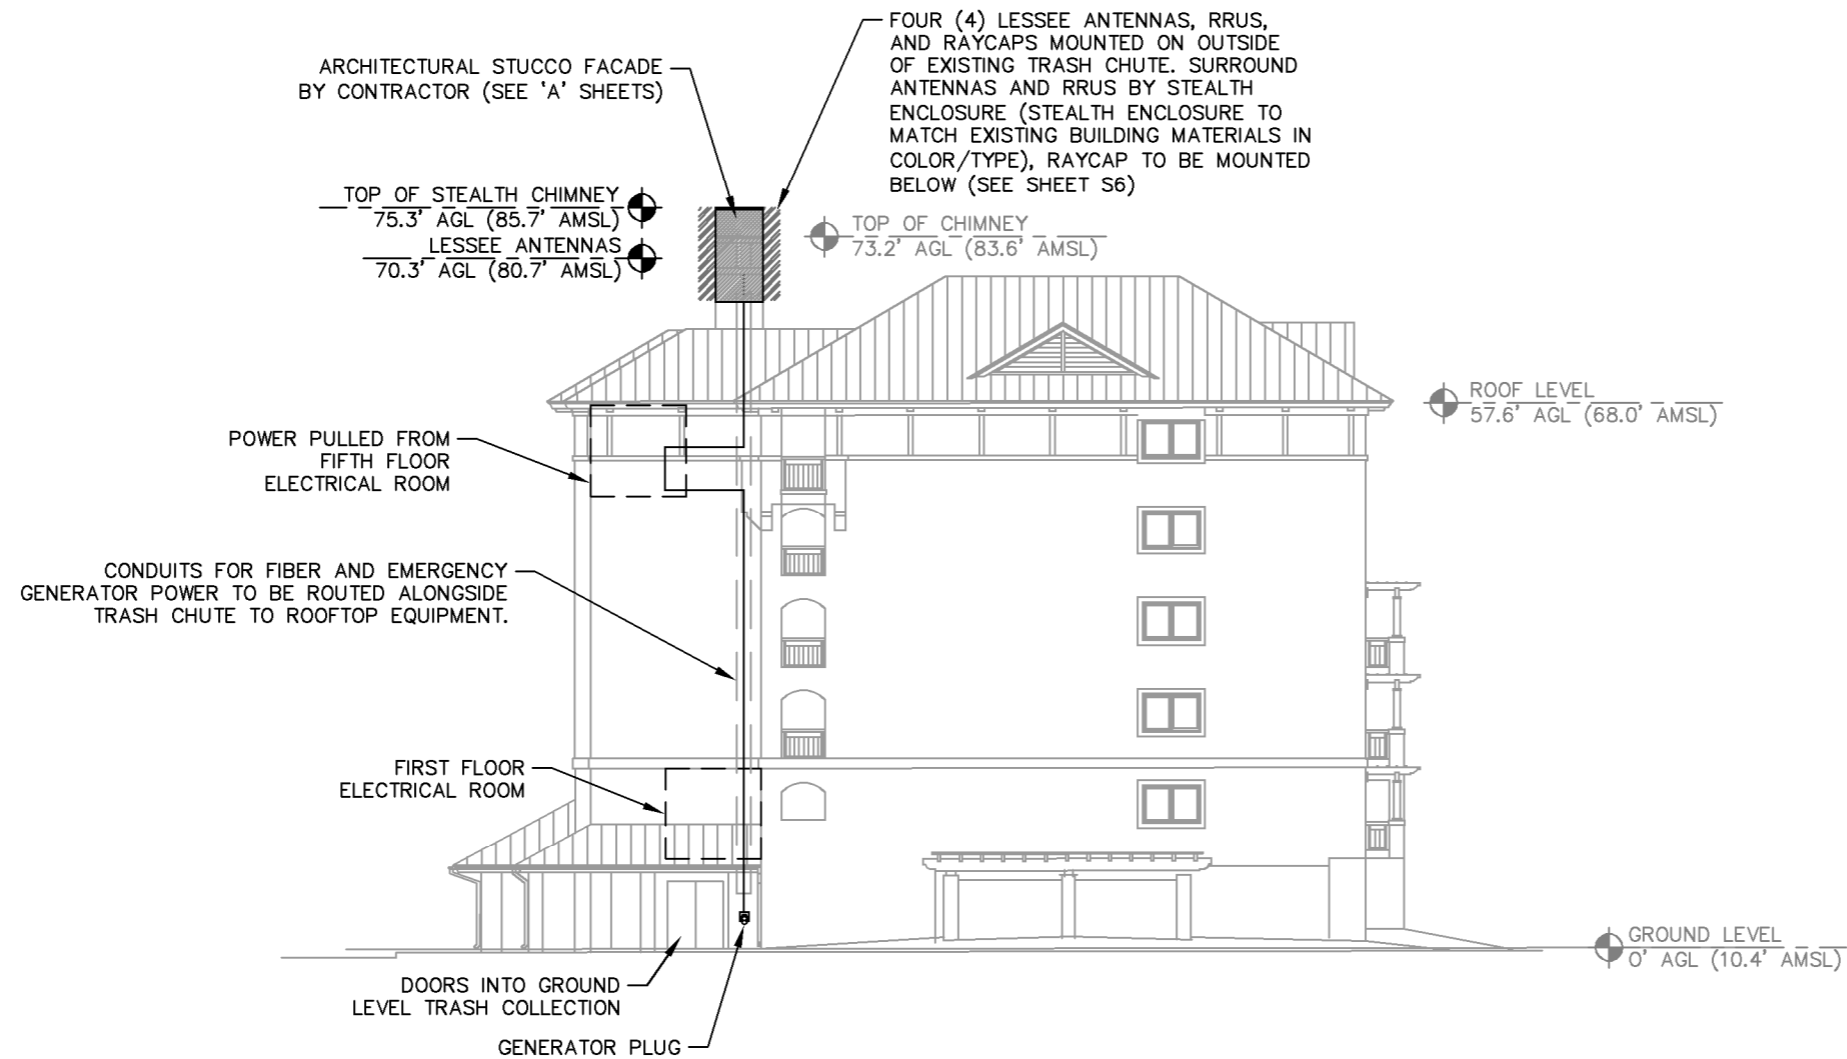 FOUR (4) LESSEE ANTENNAS, RRUS,
AND RAYCAPS MOUNTED ON OUTSIDE
OF EXISTING TRASH CHUTE. SURROUND
ANTENNAS AND RRUS BY STEALTH
ENCLOSURE (STEALTH ENCLOSURE TO
MATCH EXISTING BUILDING MATERIALS IN
COLOR/TYPE), RAYCAP TO BE MOUNTED
BELOW (SEE SHEET S6)
ARCHITECTURAL STUCCO FACADE
BY CONTRACTOR (SEE 'A' SHEETS)
TOP OF STEALTH CHIMNEY
75.3' AGL (85.7' AMSL)
LESSEE ANTENNAS
70.3' AGL (80.7' AMSL)
TOP OF CHIMNEY
73.2' AGL (83.6' AMSL)
ROOF LEVEL
57.6' AGL (68.0' AMSL)
POWER PULLED FROM
FIFTH FLOOR
ELECTRICAL ROOM
CONDUITS FOR FIBER AND EMERGENCY
GENERATOR POWER TO BE ROUTED ALONGSIDE
TRASH CHUTE TO ROOFTOP EQUIPMENT.
FIRST FLOOR
ELECTRICAL ROOM
GROUND LEVEL
0' AGL (10.4' AMSL)
DOORS INTO GROUND
LEVEL TRASH COLLECTION
GENERATOR PLUG